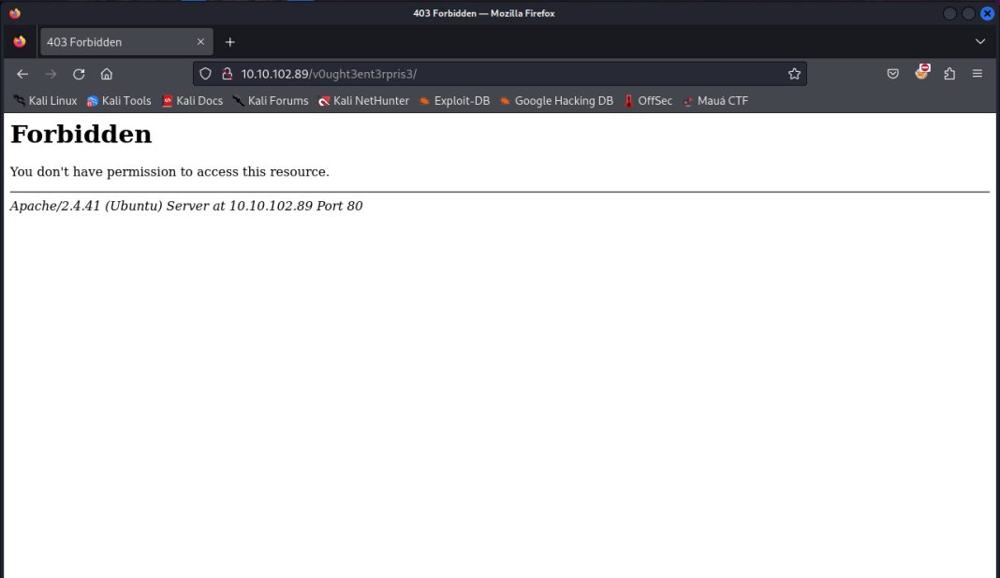 403 Forbidden — Mozilla Firefox
403 Forbidden
10.10.102.89/v0ught3ent3rpris3/
Kali Linux Kali Tools Kali Docs Kali Forums Kali NetHunter Exploit-DB Google Hacking DB OffSec Mauá CTF
Forbidden
You don't have permission to access this resource.
Apache/2.4.41 (Ubuntu) Server at 10.10.102.89 Port 80